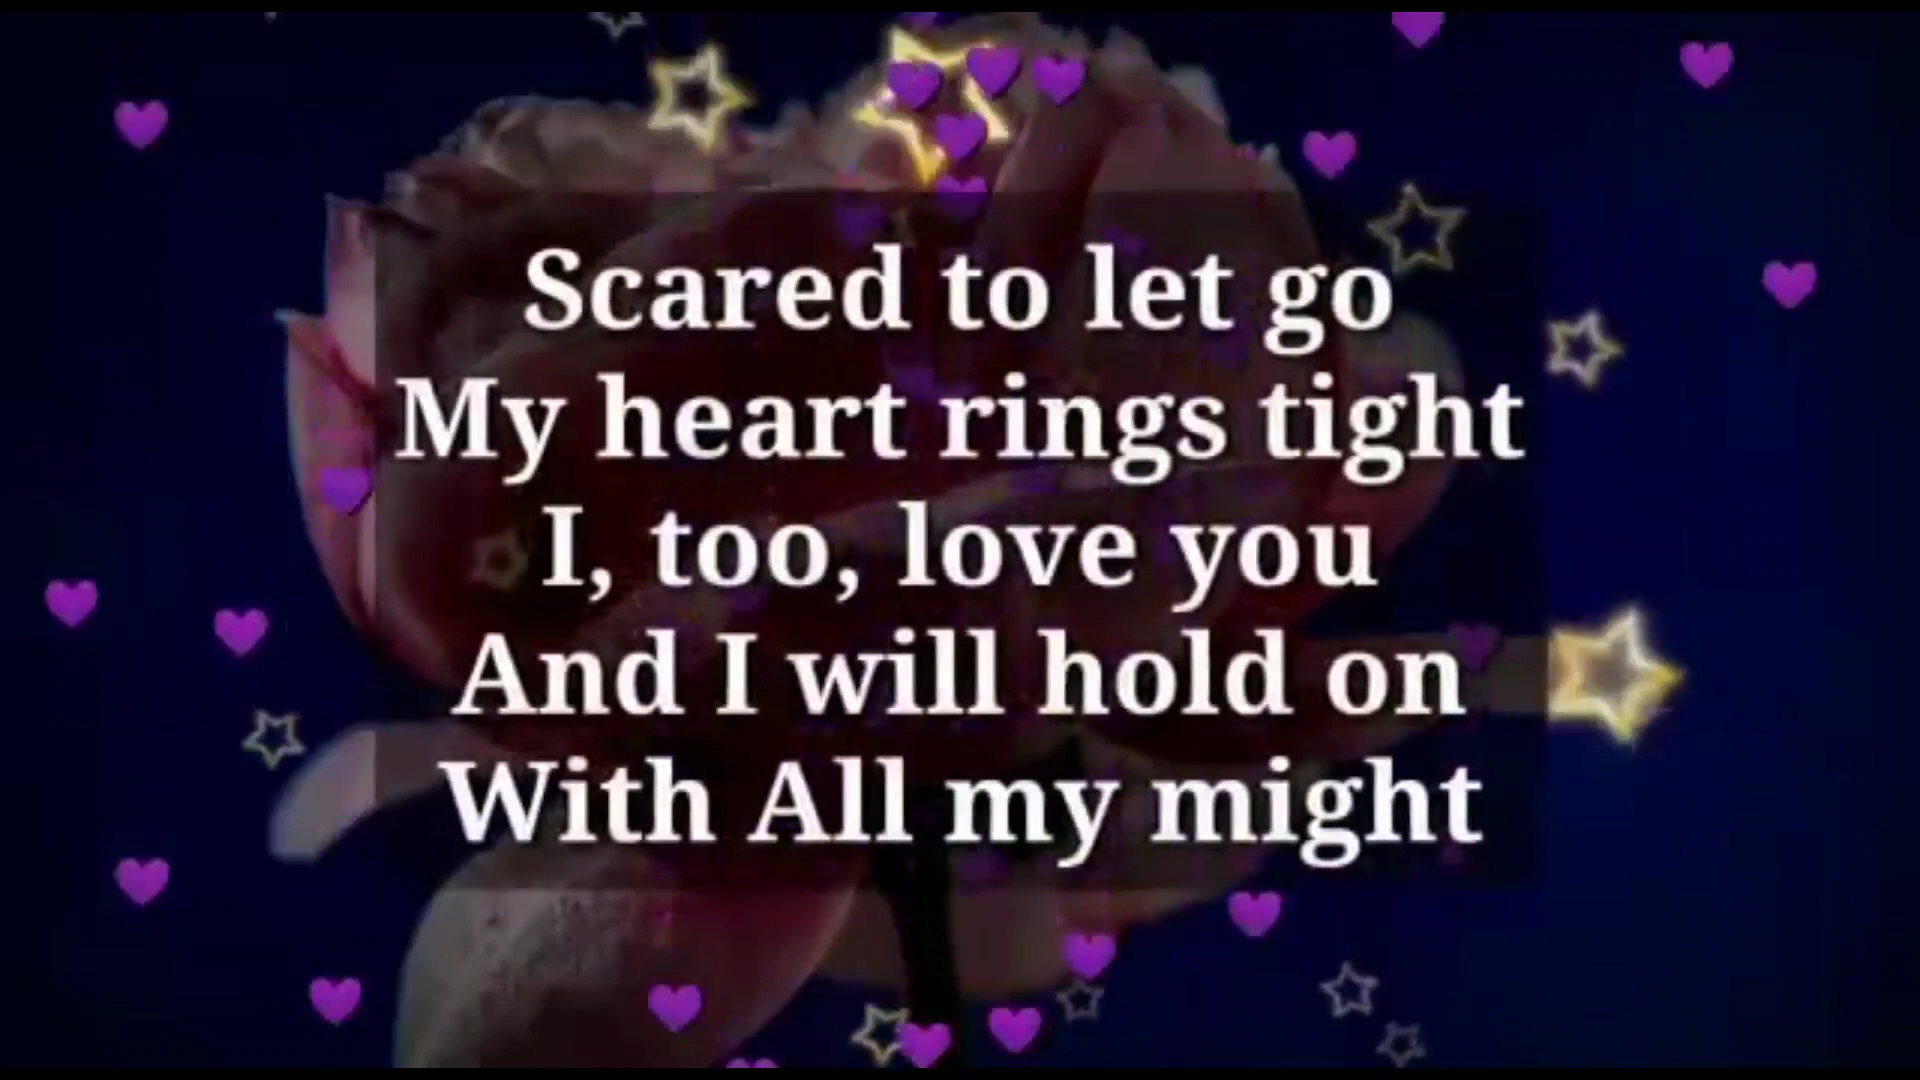 Scared to let go
My heart rings tight
I, too, love you
And I will hold on
With All my might